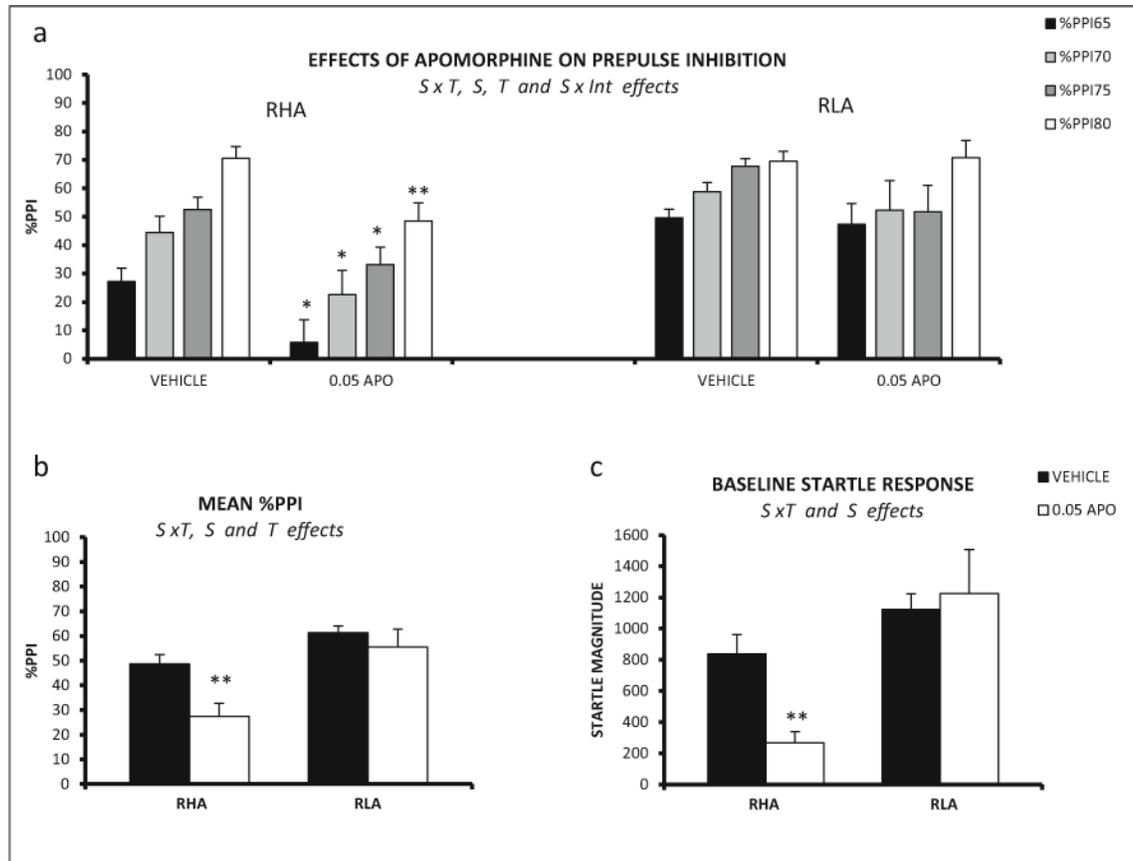 a
EFFECTS OF APOMORPHINE ON PREPULSE INHIBITION
S x T, S, T and S x Int effects
%PPI65
%PPI70
%PPI75
%PPI80
RHA
RLA
%PPI
100
90
80
70
60
50
40
30
20
10
0
*
*
*
**
VEHICLE
0.05 APO
VEHICLE
0.05 APO
b
MEAN %PPI
S xT, S and T effects
%PPI
100
90
80
70
60
50
40
30
20
10
0
**
RHA
RLA
c
BASELINE STARTLE RESPONSE
S xT and S effects
VEHICLE
0.05 APO
STARTLE MAGNITUDE
1600
1400
1200
1000
800
600
400
200
0
**
RHA
RLA